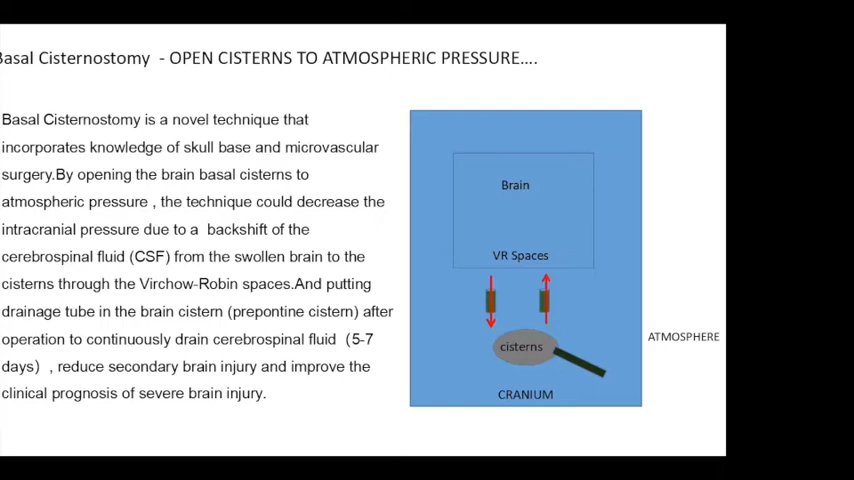 Basal Cisternostomy - OPEN CISTERNS TO ATMOSPHERIC PRESSURE....
Basal Cisternostomy is a novel technique that
incorporates knowledge of skull base and microvascular
surgery.By opening the brain basal cisterns to
atmospheric pressure , the technique could decrease the
intracranial pressure due to a backshift of the
cerebrospinal fluid (CSF) from the swollen brain to the
cisterns through the Virchow-Robin spaces.And putting
drainage tube in the brain cistern (prepontine cistern) after
operation to continuously drain cerebrospinal fluid（5-7
days）, reduce secondary brain injury and improve the
clinical prognosis of severe brain injury.
Brain
VR Spaces
cisterns
CRANIUM
ATMOSPHERE